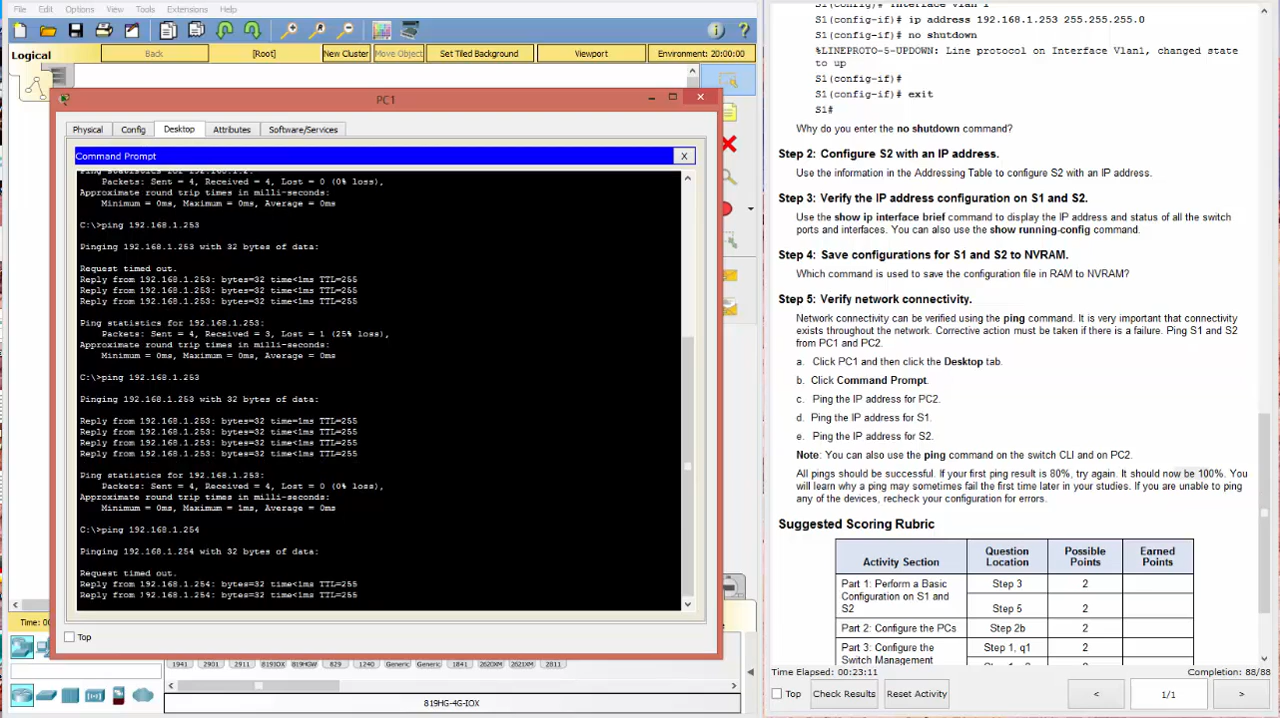 File Edit Options View Tools Extensions Help
Logical Back [Root] New Cluster Move Object Set Tiled Background Viewport Environment: 20:00:00
PC1
Physical Config Desktop Attributes Software/Services
Command Prompt X
Packets: Sent = 4, Received = 4, Lost = 0 (0% loss),
Approximate round trip times in milli-seconds:
Minimum = 0ms, Maximum = 0ms, Average = 0ms
C:\>ping 192.168.1.253
Pinging 192.168.1.253 with 32 bytes of data:
Request timed out.
Reply from 192.168.1.253: bytes=32 time<1ms TTL=255
Reply from 192.168.1.253: bytes=32 time<1ms TTL=255
Reply from 192.168.1.253: bytes=32 time<1ms TTL=255
Ping statistics for 192.168.1.253:
Packets: Sent = 4, Received = 3, Lost = 1 (25% loss),
Approximate round trip times in milli-seconds:
Minimum = 0ms, Maximum = 0ms, Average = 0ms
C:\>ping 192.168.1.253
Pinging 192.168.1.253 with 32 bytes of data:
Reply from 192.168.1.253: bytes=32 time=1ms TTL=255
Reply from 192.168.1.253: bytes=32 time<1ms TTL=255
Reply from 192.168.1.253: bytes=32 time<1ms TTL=255
Reply from 192.168.1.253: bytes=32 time<1ms TTL=255
Ping statistics for 192.168.1.253:
Packets: Sent = 4, Received = 4, Lost = 0 (0% loss),
Approximate round trip times in milli-seconds:
Minimum = 0ms, Maximum = 1ms, Average = 0ms
C:\>ping 192.168.1.254
Pinging 192.168.1.254 with 32 bytes of data:
Request timed out.
Reply from 192.168.1.254: bytes=32 time<1ms TTL=255
Reply from 192.168.1.254: bytes=32 time<1ms TTL=255
Time: 00
Top
1941 2901 2911 819IOX 819HGW 829 1240 Generic Generic 1841 2620XM 2621XM 2811
819HG-4G-IOX
S1(config)# interface vlan 1
S1(config-if)# ip address 192.168.1.253 255.255.255.0
S1(config-if)# no shutdown
%LINEPROTO-5-UPDOWN: Line protocol on Interface Vlan1, changed state
to up
S1(config-if)#
S1(config-if)# exit
S1#
Why do you enter the no shutdown command?
Step 2: Configure S2 with an IP address.
Use the information in the Addressing Table to configure S2 with an IP address.
Step 3: Verify the IP address configuration on S1 and S2.
Use the show ip interface brief command to display the IP address and status of all the switch
ports and interfaces. You can also use the show running-config command.
Step 4: Save configurations for S1 and S2 to NVRAM.
Which command is used to save the configuration file in RAM to NVRAM?
Step 5: Verify network connectivity.
Network connectivity can be verified using the ping command. It is very important that connectivity
exists throughout the network. Corrective action must be taken if there is a failure. Ping S1 and S2
from PC1 and PC2.
a. Click PC1 and then click the Desktop tab.
b. Click Command Prompt.
c. Ping the IP address for PC2.
d. Ping the IP address for S1.
e. Ping the IP address for S2.
Note: You can also use the ping command on the switch CLI and on PC2.
All pings should be successful. If your first ping result is 80%, try again. It should now be 100%. You
will learn why a ping may sometimes fail the first time later in your studies. If you are unable to ping
any of the devices, recheck your configuration for errors.
Suggested Scoring Rubric
Activity Section Question Location Possible Points Earned Points
Part 1: Perform a Basic Configuration on S1 and S2 Step 3 2
Step 5 2
Part 2: Configure the PCs Step 2b 2
Part 3: Configure the Switch Management Step 1, q1 2
Time Elapsed: 00:23:11 Completion: 88/88
Top Check Results Reset Activity < 1/1 >